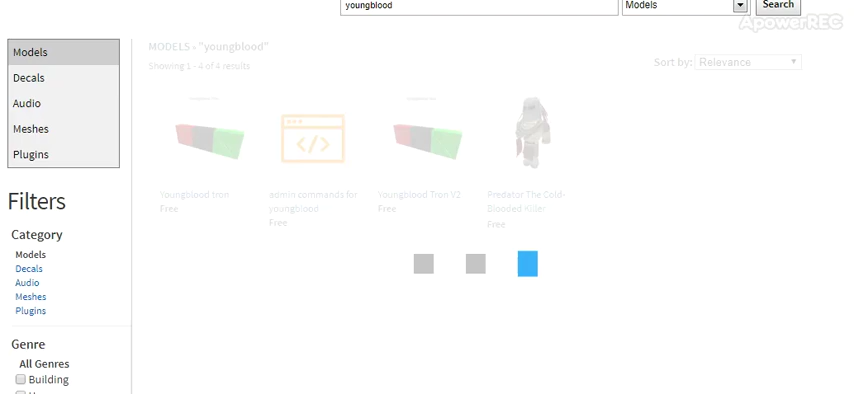 youngblood
Models
Search
ApowerREC
Models
Decals
Audio
Meshes
Plugins
MODELS › "youngblood"
Showing 1 - 4 of 4 results
Sort by: Relevance
Youngblood tron
Free
admin commands for
youngblood
Free
Youngblood Tron V2
Free
Predator The Cold-
Blooded Killer
Free
Filters
Category
Models
Decals
Audio
Meshes
Plugins
Genre
All Genres
Building